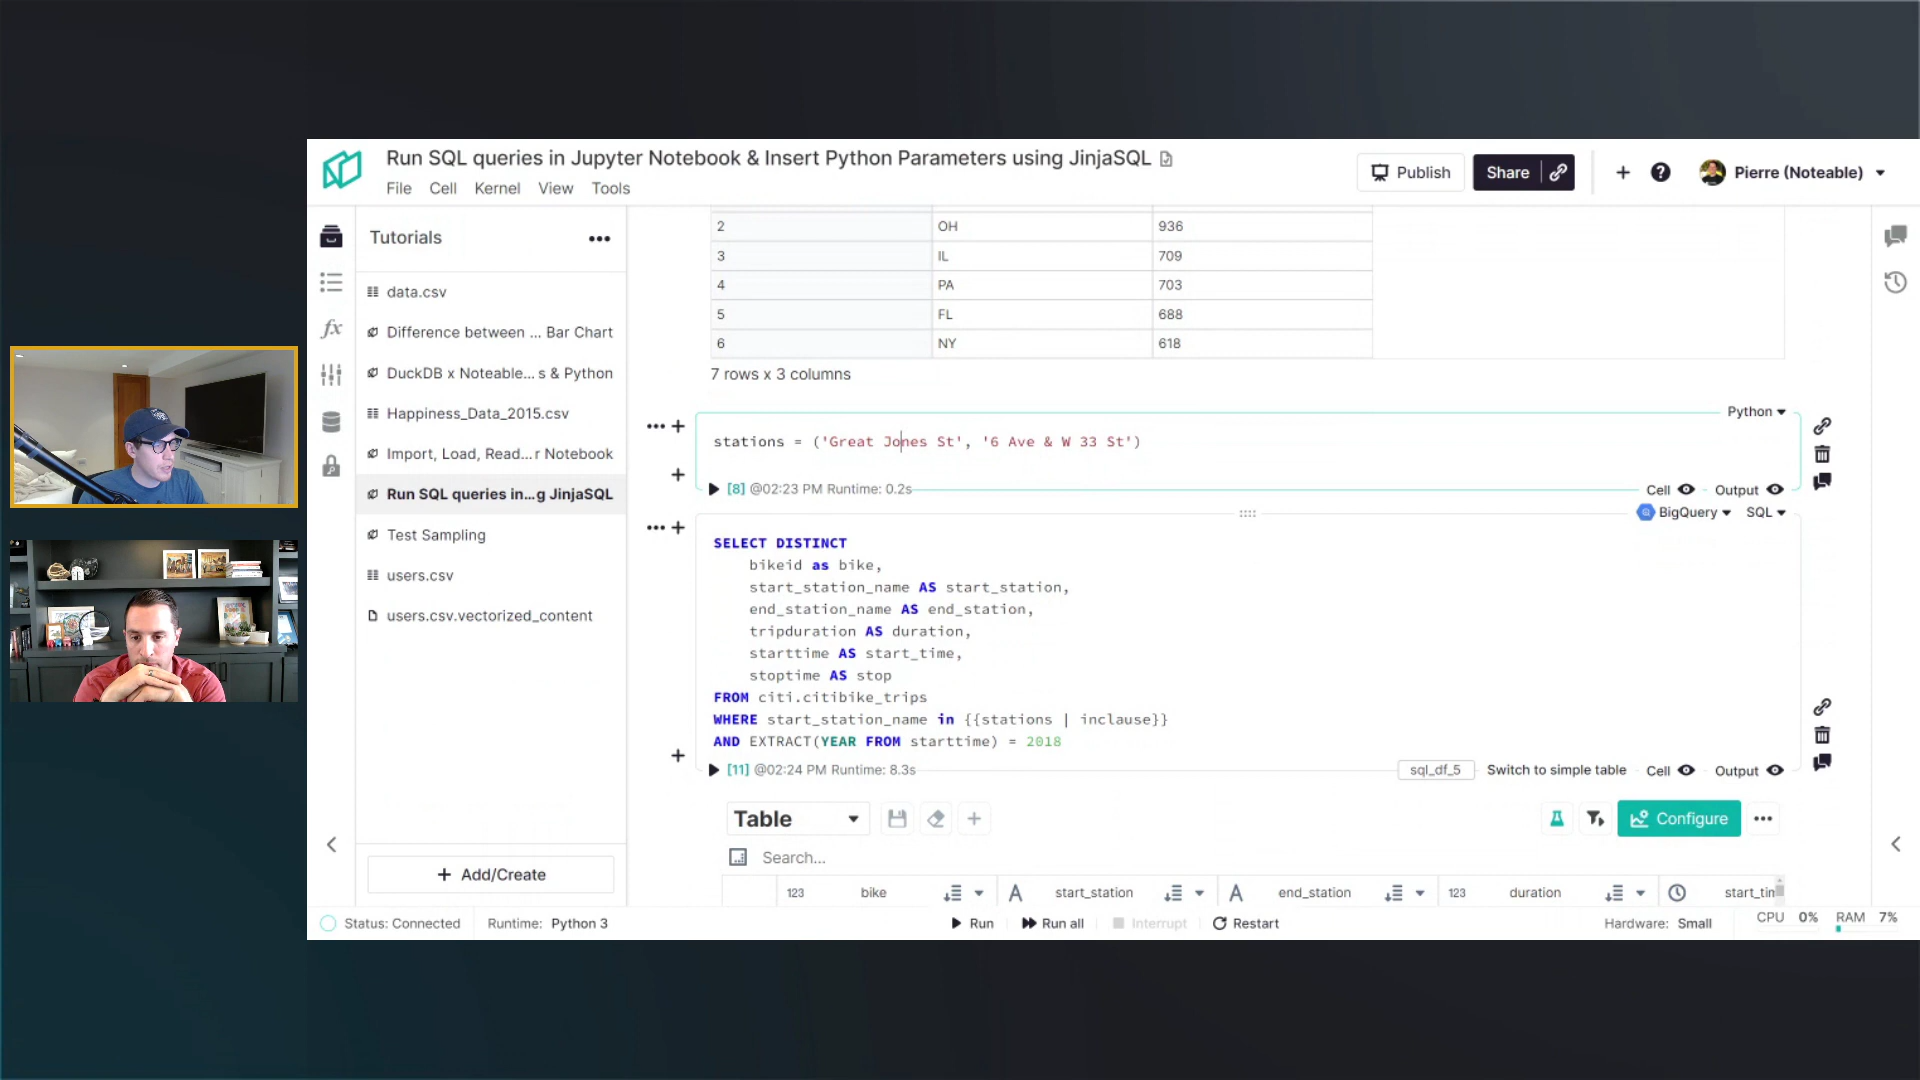 Run SQL queries in Jupyter Notebook & Insert Python Parameters using JinjaSQL
File Cell Kernel View Tools
Publish
Share
Pierre (Noteable)
Tutorials
data.csv
Difference between ... Bar Chart
DuckDB x Noteable... s & Python
Happiness_Data_2015.csv
Import, Load, Read...r Notebook
Run SQL queries in...g JinjaSQL
Test Sampling
users.csv
users.csv.vectorized_content
+ Add/Create
2 OH 936
3 IL 709
4 PA 703
5 FL 688
6 NY 618
7 rows x 3 columns
Python
stations = ('Great Jones St', '6 Ave & W 33 St')
[8] @02:23 PM Runtime: 0.2s
Cell Output
BigQuery SQL
SELECT DISTINCT
bikeid as bike,
start_station_name AS start_station,
end_station_name AS end_station,
tripduration AS duration,
starttime AS start_time,
stoptime AS stop
FROM citi.citibike_trips
WHERE start_station_name in {{stations | inclause}}
AND EXTRACT(YEAR FROM starttime) = 2018
[11] @02:24 PM Runtime: 8.3s
sql_df_5 Switch to simple table Cell Output
Table
Configure
Search...
123 bike A start_station A end_station 123 duration start_tin
Status: Connected Runtime: Python 3
Run Run all Interrupt Restart
Hardware: Small CPU 0% RAM 7%